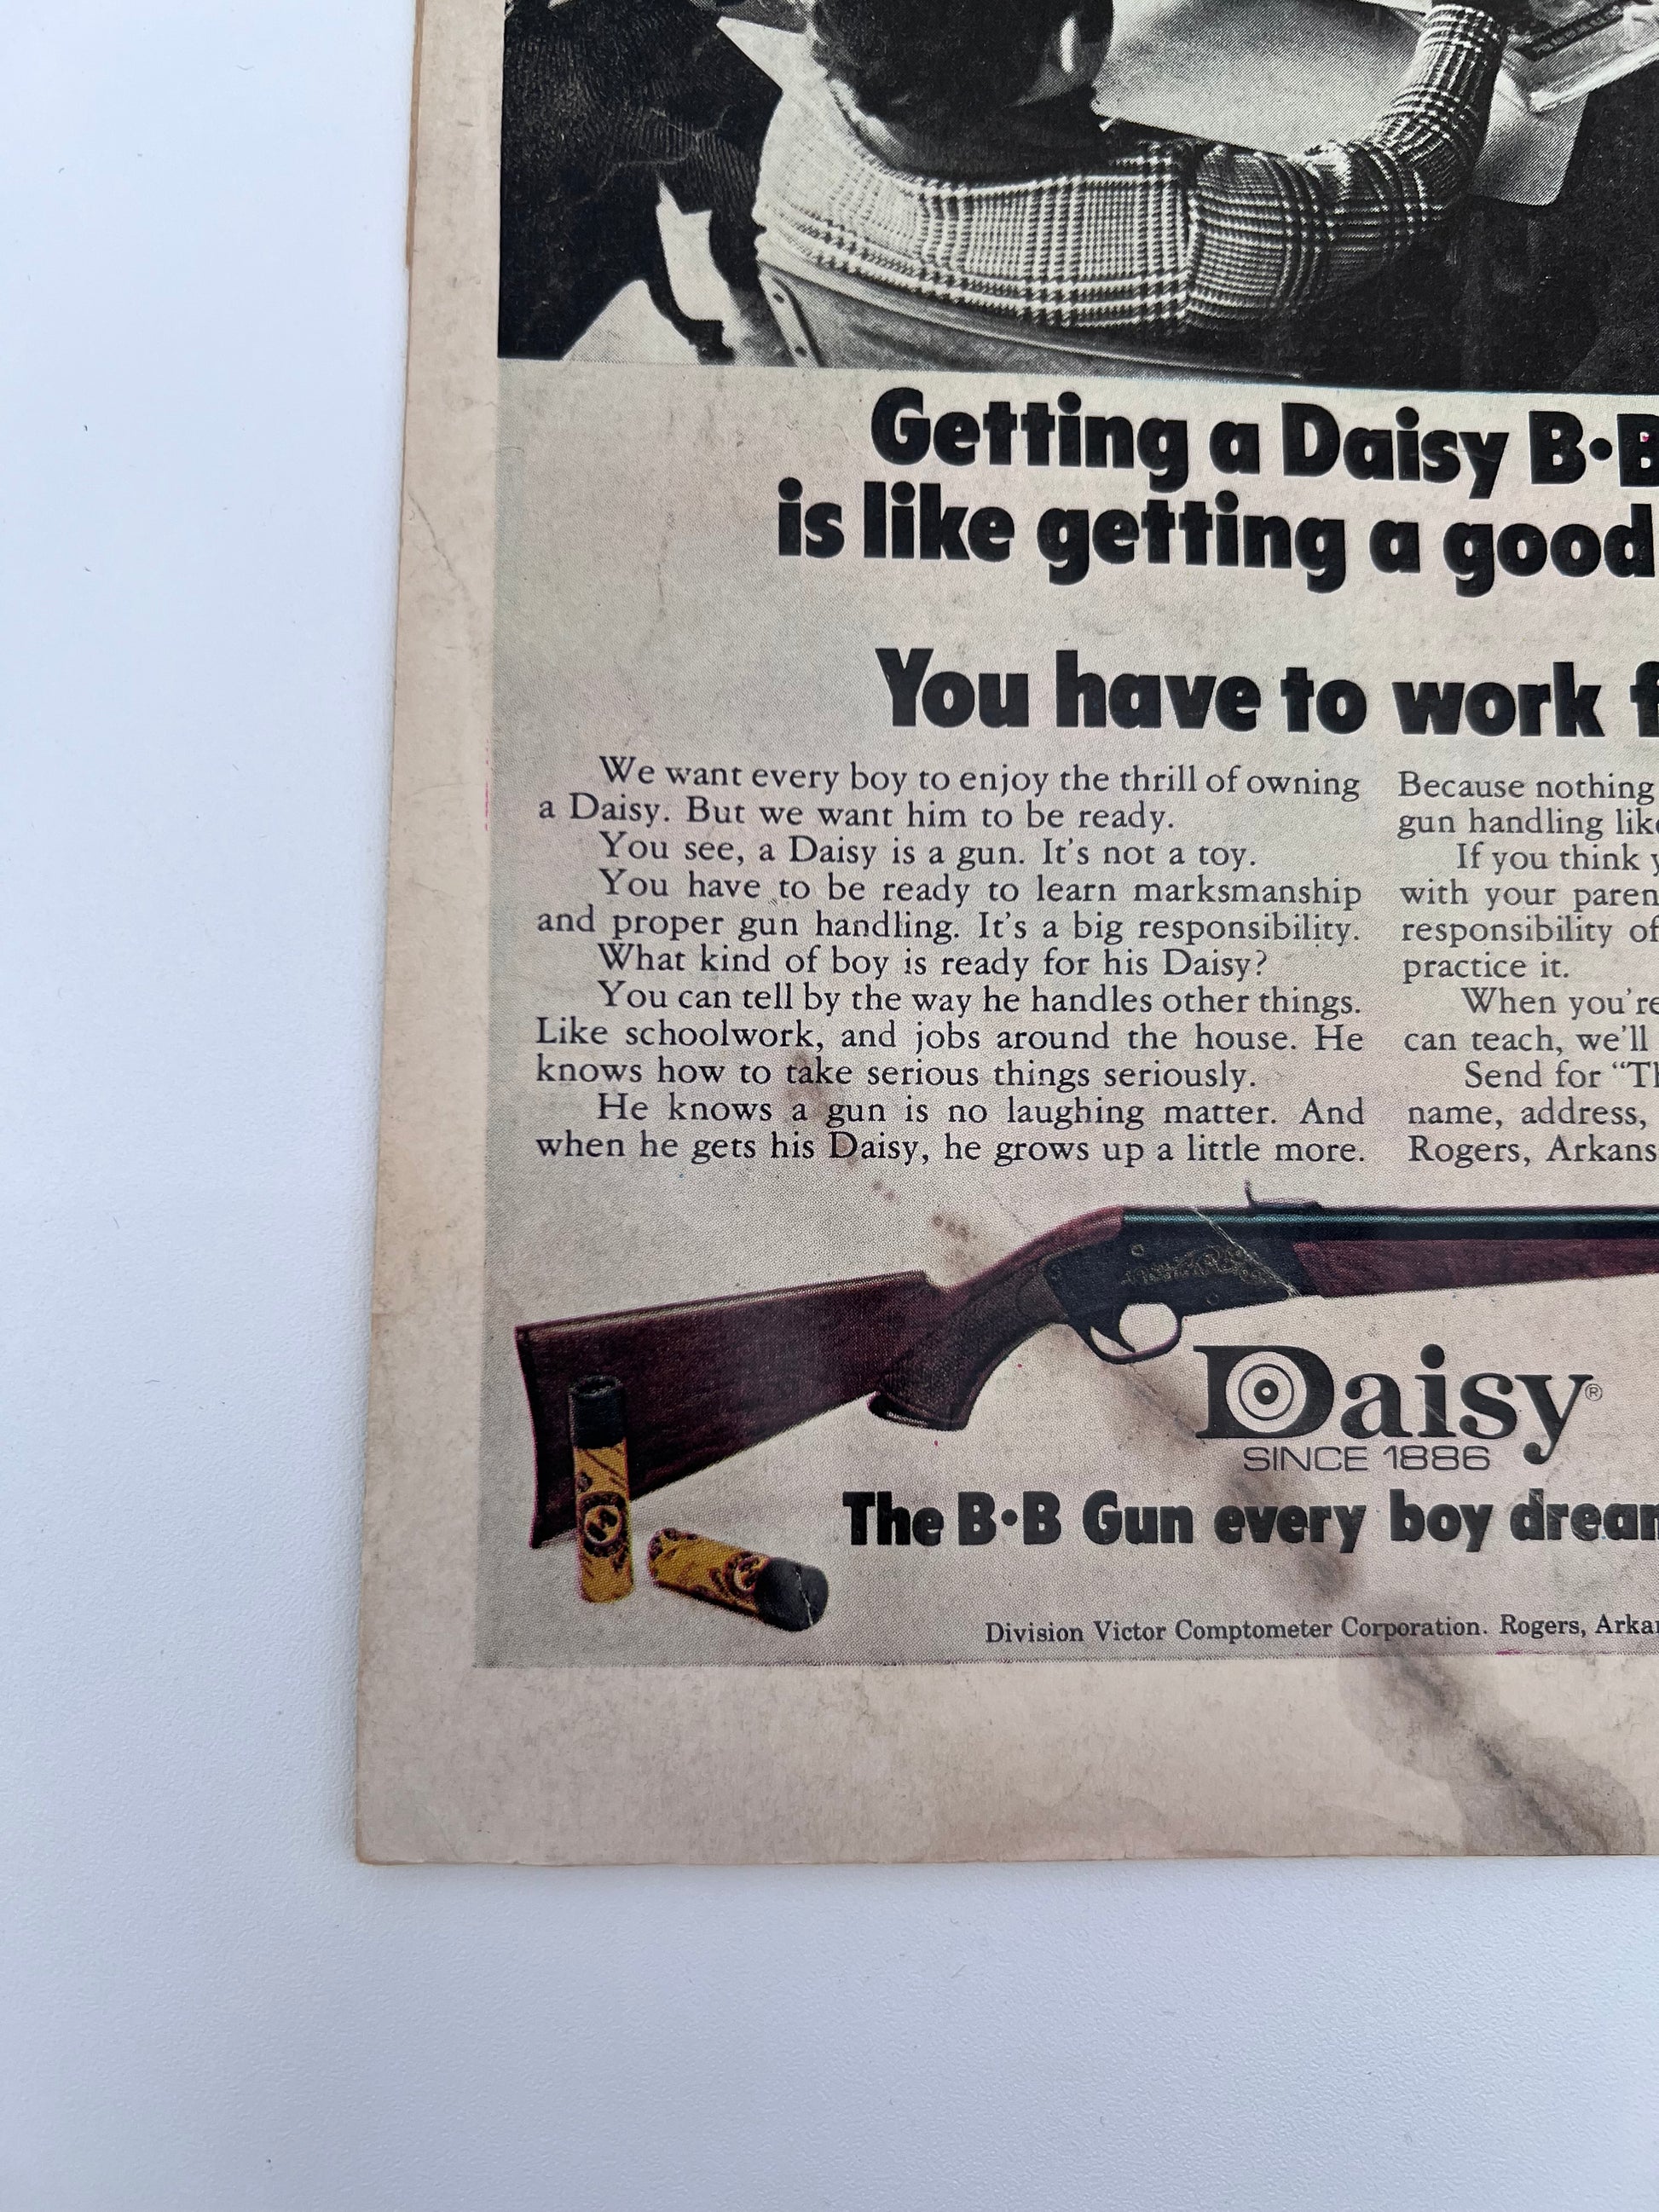 Getting a Daisy B•B
is like getting a good
You have to work f
We want every boy to enjoy the thrill of owning
a Daisy. But we want him to be ready.
You see, a Daisy is a gun. It's not a toy.
You have to be ready to learn marksmanship
and proper gun handling. It's a big responsibility.
What kind of boy is ready for his Daisy?
You can tell by the way he handles other things.
Like schoolwork, and jobs around the house. He
knows how to take serious things seriously.
He knows a gun is no laughing matter. And
when he gets his Daisy, he grows up a little more.
Because nothing
gun handling like
If you think y
with your paren
responsibility of
practice it.
When you're
can teach, we'll
Send for "Th
name, address,
Rogers, Arkans
Daisy®
SINCE 1886
The B•B Gun every boy dream
Division Victor Comptometer Corporation. Rogers, Arkan